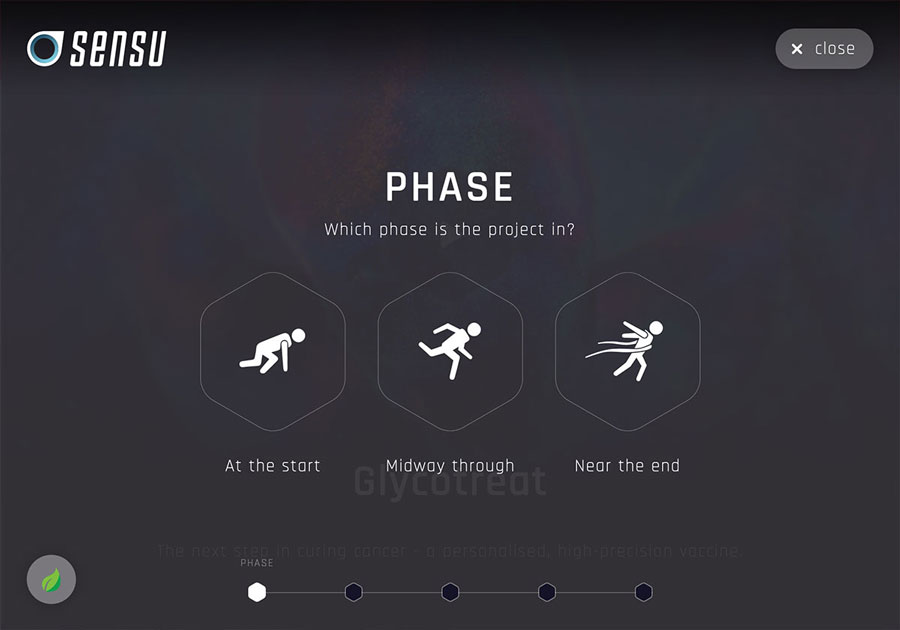 sensu
× close
PHASE
Which phase is the project in?
At the start
Midway through
Near the end
Glycotreat
The next step in curing cancer - a personalised, high-precision vaccine.
PHASE